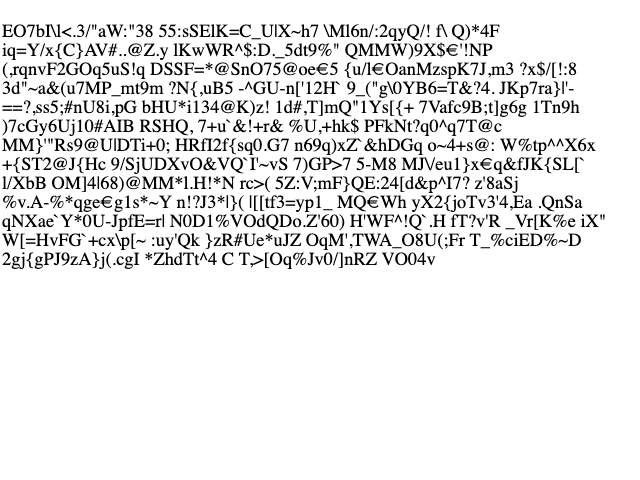 EO7bI\l<.3/"aW:"38 55:sSElK=C_U|X~h7 \Ml6n/:2qyQ/! f\ Q)*4F
iq=Y/x{C}AV#..@Z.y lKwWR^$:D._5dt9%" QMMW)9X$€'!NP
(,rqnvF2GOq5uS!q DSSF=*@SnO75@oe€5 {u/l€OanMzspK7J,m3 ?x$/[!:8
3d"~a&(u7MP_mt9m ?N{,uB5 -^GU-n['12H` 9_("g\0YB6=T&?4. JKp7ra}|'-
==?,ss5;#nU8i,pG bHU*i134@K)z! 1d#,T]mQ"1Ys[{+ 7Vafc9B;t]g6g 1Tn9h
)7cGy6Uj10#AIB RSHQ, 7+u`&!+r& %U,+hk$ PFkNt?q0^q7T@c
MM}'"Rs9@U|DTi+0; HRfI2f{sq0.G7 n69q)xZ`&hDGq o~4+s@: W%tp^^X6x
+{ST2@J{Hc 9/SjUDXvO&VQ`I'~vS 7)GP>7 5-M8 MJ\/eu1}x€q&fJK{SL[`
l/XbB OM]4|68)@MM*l.H!*N rc>( 5Z:V;mF}QE:24[d&p^I7? z'8aSj
%v.A-%*qge€g1s*~Y n!?J3*|}( |[[tf3=yp1_ MQ€Wh yX2{joTv3'4,Ea .QnSa
qNXae`Y*0U-JpfE=r| N0D1%VOdQDo.Z'60) H'WF^!Q`.H fT?v'R _Vr[K%e iX"
W[=HvFG`+cx\p[~ :uy'Qk }zR#Ue*uJZ OqM',TWA_O8U(;Fr T_%ciED%~D
2gj{gPJ9zA}j(.cgI *ZhdTt^4 C T,>[Oq%Jv0/]nRZ VO04v